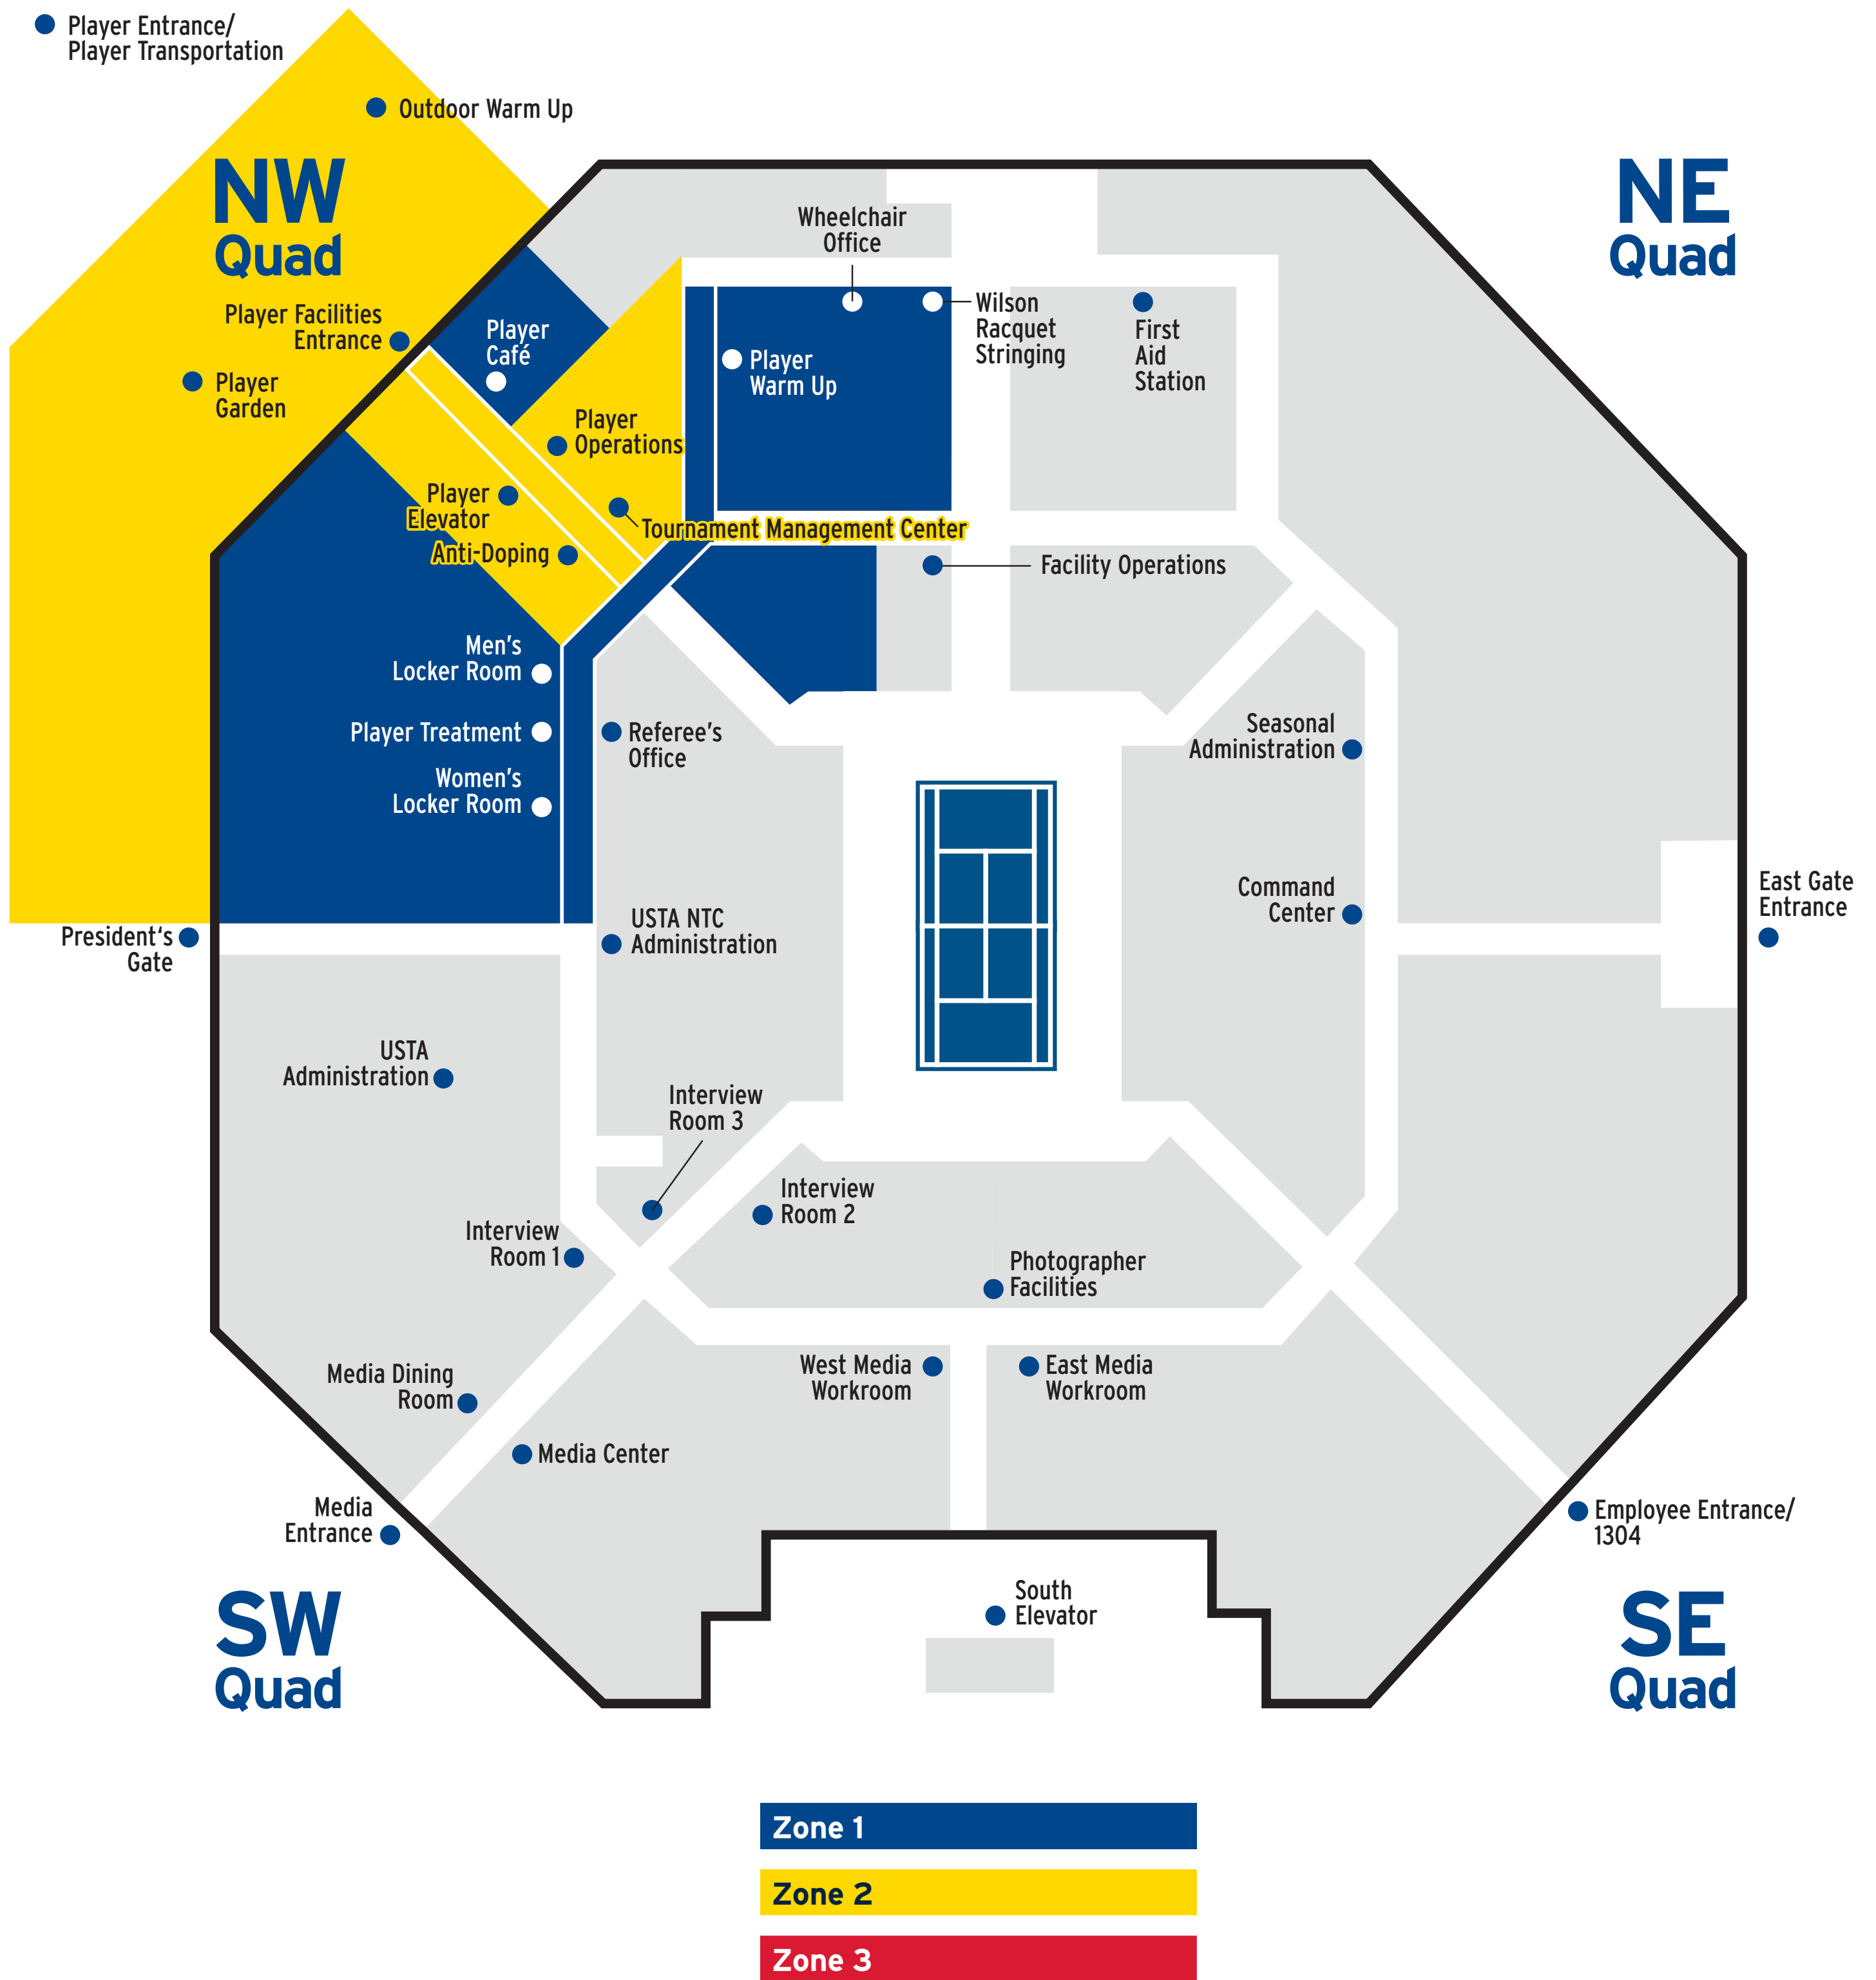 Player Entrance/
Player Transportation
Outdoor Warm Up
NW
Quad
NE
Quad
Wheelchair
Office
Player Facilities
Entrance
Player
Café
Wilson
Racquet
Stringing
First
Aid
Station
Player
Warm Up
Player
Garden
Player
Operations
Player
Elevator
Tournament Management Center
Anti-Doping
Facility Operations
Men's
Locker Room
Player Treatment
Women's
Locker Room
Referee's
Office
Seasonal
Administration
Command
Center
East Gate
Entrance
President‘s
Gate
USTA NTC
Administration
USTA
Administration
Interview
Room 3
Interview
Room 2
Interview
Room 1
Photographer
Facilities
Media Dining
Room
West Media
Workroom
East Media
Workroom
Media Center
Media
Entrance
Employee Entrance/
1304
South
Elevator
SW
Quad
SE
Quad
Zone 1
Zone 2
Zone 3